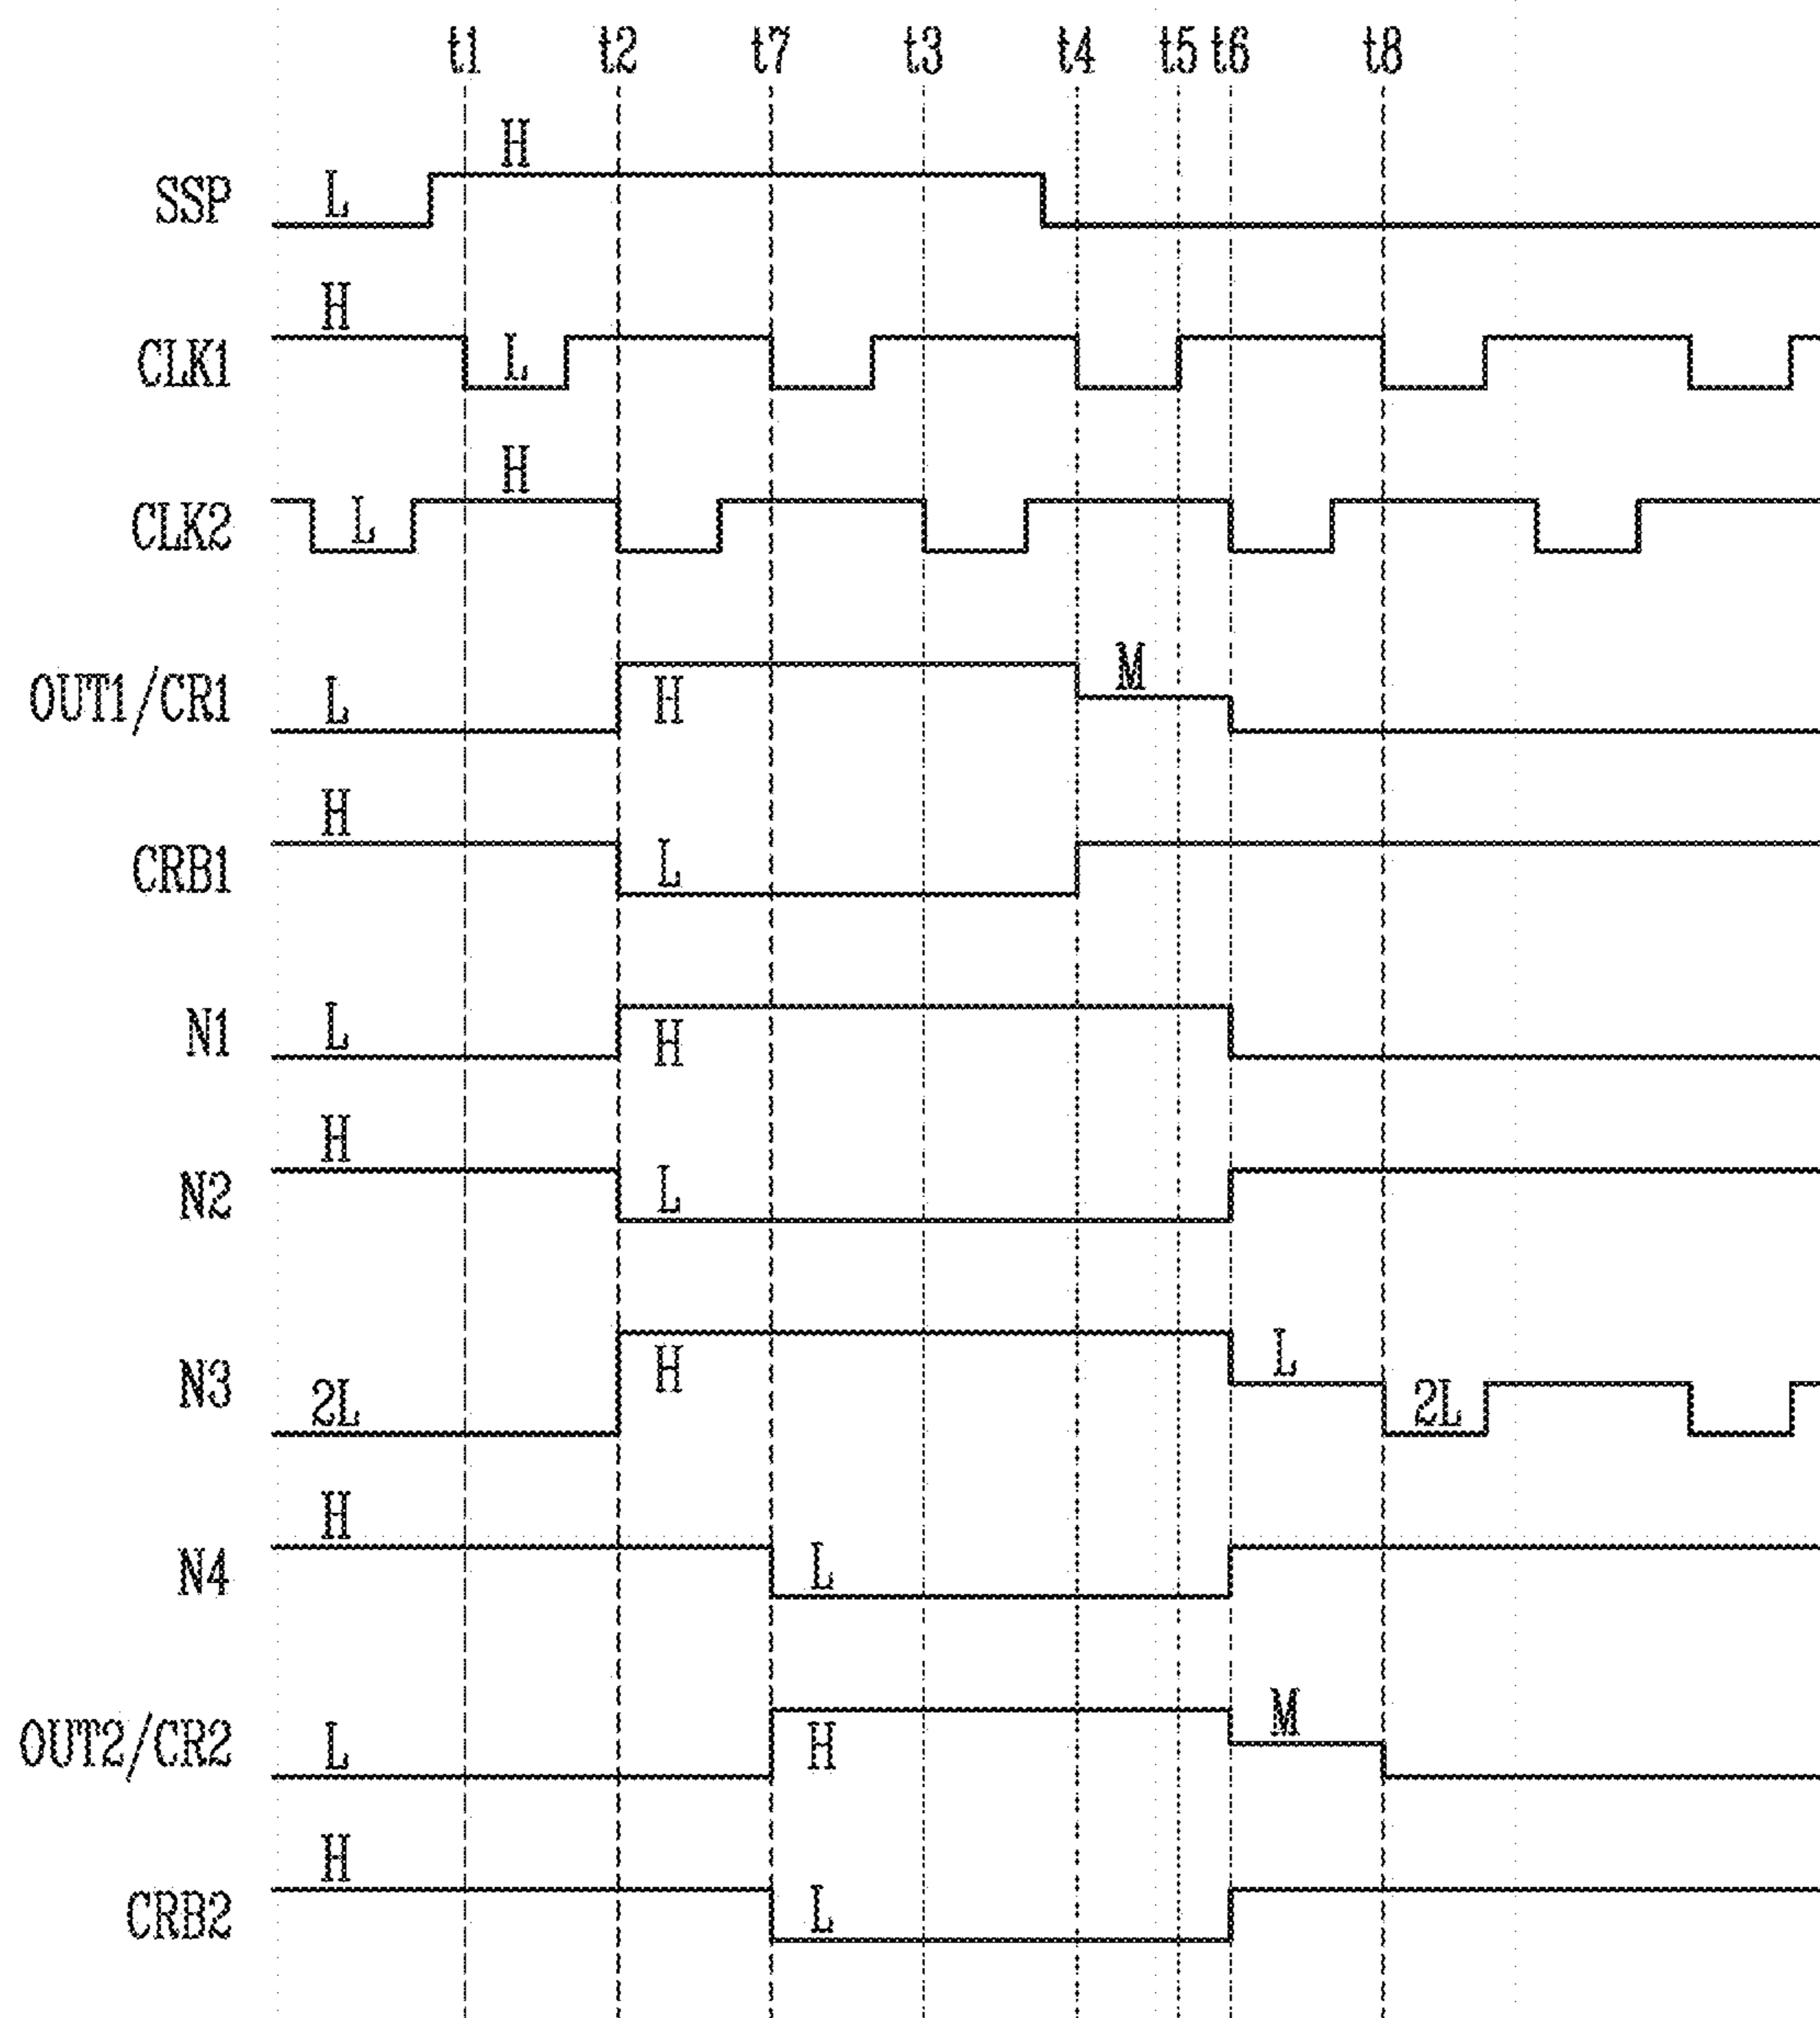 t1 t2 t7 t3 t4 t5 t6 t8
H
SSP L
H
CLK1 L
H
CLK2 L
M
OUT1/CR1 L H
H
CRB1 L
N1 L H
H
N2 L
L
N3 2L H 2L
H
N4 L
M
OUT2/CR2 L H
H
CRB2 L